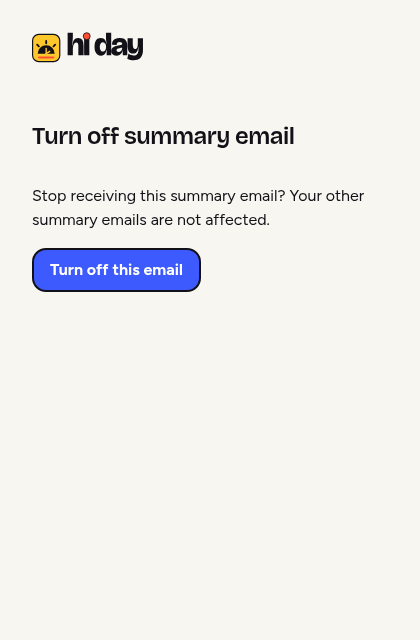 hi day
Turn off summary email
Stop receiving this summary email? Your other
summary emails are not affected.
Turn off this email